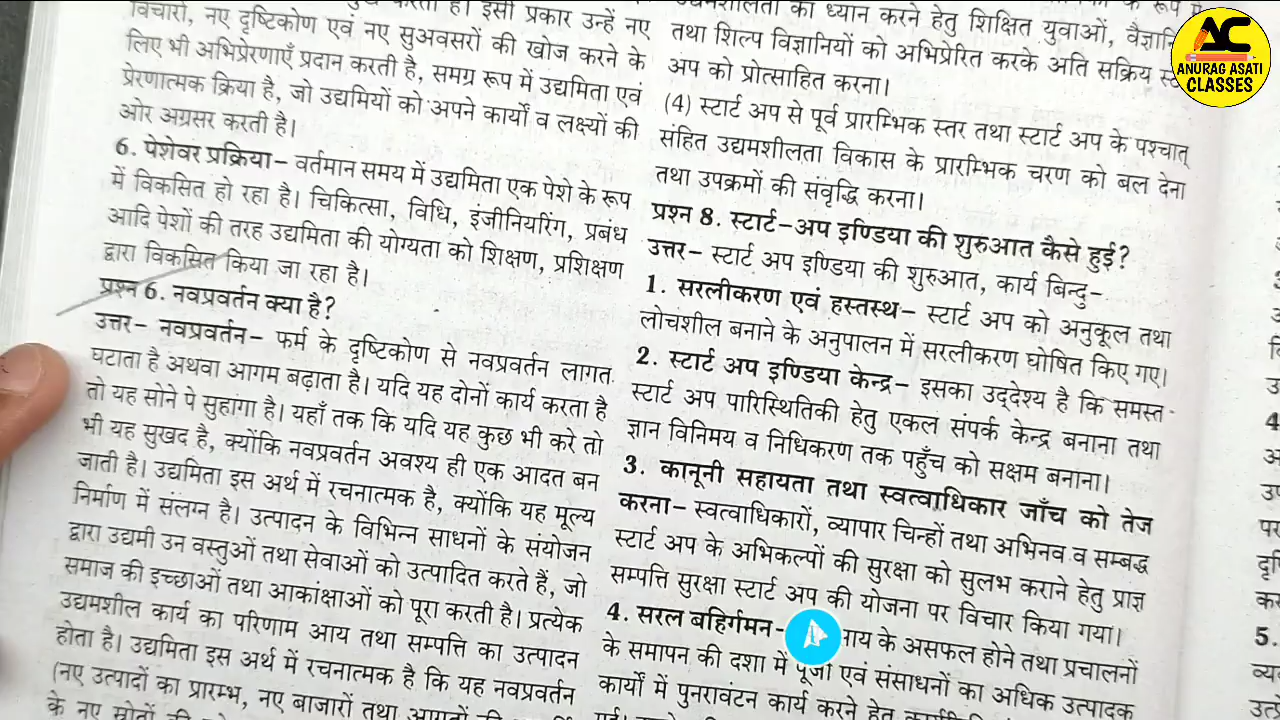 विचारों, नए दृष्टिकोण एवं नए सुअवसरों की खोज करने के
लिए भी अभिप्रेरणाएँ प्रदान करती है, समग्र रूप में उद्यमिता एवं
प्रेरणात्मक क्रिया है, जो उद्यमियों को अपने कार्यों व लक्ष्यों की
ओर अग्रसर करती है।
6. पेशेवर प्रक्रिया– वर्तमान समय में उद्यमिता एक पेशे के रूप
में विकसित हो रहा है। चिकित्सा, विधि, इंजीनियरिंग, प्रबंध
आदि पेशों की तरह उद्यमिता की योग्यता को शिक्षण, प्रशिक्षण
द्वारा विकसित किया जा रहा है।
प्रश्न 6. नवप्रवर्तन क्या है?
उत्तर– नवप्रवर्तन– फर्म के दृष्टिकोण से नवप्रवर्तन लागत
घटाता है अथवा आगम बढ़ाता है। यदि यह दोनों कार्य करता है
तो यह सोने पे सुहागा है। यहाँ तक कि यदि यह कुछ भी करे तो
भी यह सुखद है, क्योंकि नवप्रवर्तन अवश्य ही एक आदत बन
जाती है। उद्यमिता इस अर्थ में रचनात्मक है, क्योंकि यह मूल्य
निर्माण में संलग्न है। उत्पादन के विभिन्न साधनों के संयोजन
द्वारा उद्यमी उन वस्तुओं तथा सेवाओं को उत्पादित करते हैं, जो
समाज की इच्छाओं तथा आकांक्षाओं को पूरा करती है। प्रत्येक
उद्यमशील कार्य का परिणाम आय तथा सम्पत्ति का उत्पादन
होता है। उद्यमिता इस अर्थ में रचनात्मक है कि यह नवप्रवर्तन
(नए उत्पादों का प्रारम्भ, नए बाजारों तथा
के नए स्रोतों की
का ध्यान करने हेतु शिक्षित युवाओं,
तथा शिल्प विज्ञानियों को अभिप्रेरित करके अति सक्रिय
अप को प्रोत्साहित करना।
(4) स्टार्ट अप से पूर्व प्रारम्भिक स्तर तथा स्टार्ट अप के पश्चात्
संहित उद्यमशीलता विकास के प्रारम्भिक चरण को बल देना
तथा उपक्रमों की संवृद्धि करना।
प्रश्न 8. स्टार्ट–अप इण्डिया की शुरुआत कैसे हुई?
उत्तर– स्टार्ट अप इण्डिया की शुरुआत, कार्य बिन्दु–
1. सरलीकरण एवं हस्तस्थ– स्टार्ट अप को अनुकूल तथा
लोचशील बनाने के अनुपालन में सरलीकरण घोषित किए गए।
2. स्टार्ट अप इण्डिया केन्द्र– इसका उद्देश्य है कि समस्त
स्टार्ट अप पारिस्थितिकी हेतु एकल संपर्क केन्द्र बनाना तथा
ज्ञान विनिमय व निधिकरण तक पहुँच को सक्षम बनाना।
3. कानूनी सहायता तथा स्वत्वाधिकार जाँच को तेज
करना– स्वत्वाधिकारों, व्यापार चिन्हों तथा अभिनव व सम्बद्ध
स्टार्ट अप के अभिकल्पों की सुरक्षा को सुलभ कराने हेतु प्राज्ञ
सम्पत्ति सुरक्षा स्टार्ट अप की योजना पर विचार किया गया।
4. सरल बहिर्गमन– के असफल होने तथा प्रचालनों
के समापन की दशा में पूंजी एवं संसाधनों का अधिक उत्पादक
कार्यों में पुनरावंटन कार्य करने हेतु
AC
ANURAG ASATI
CLASSES